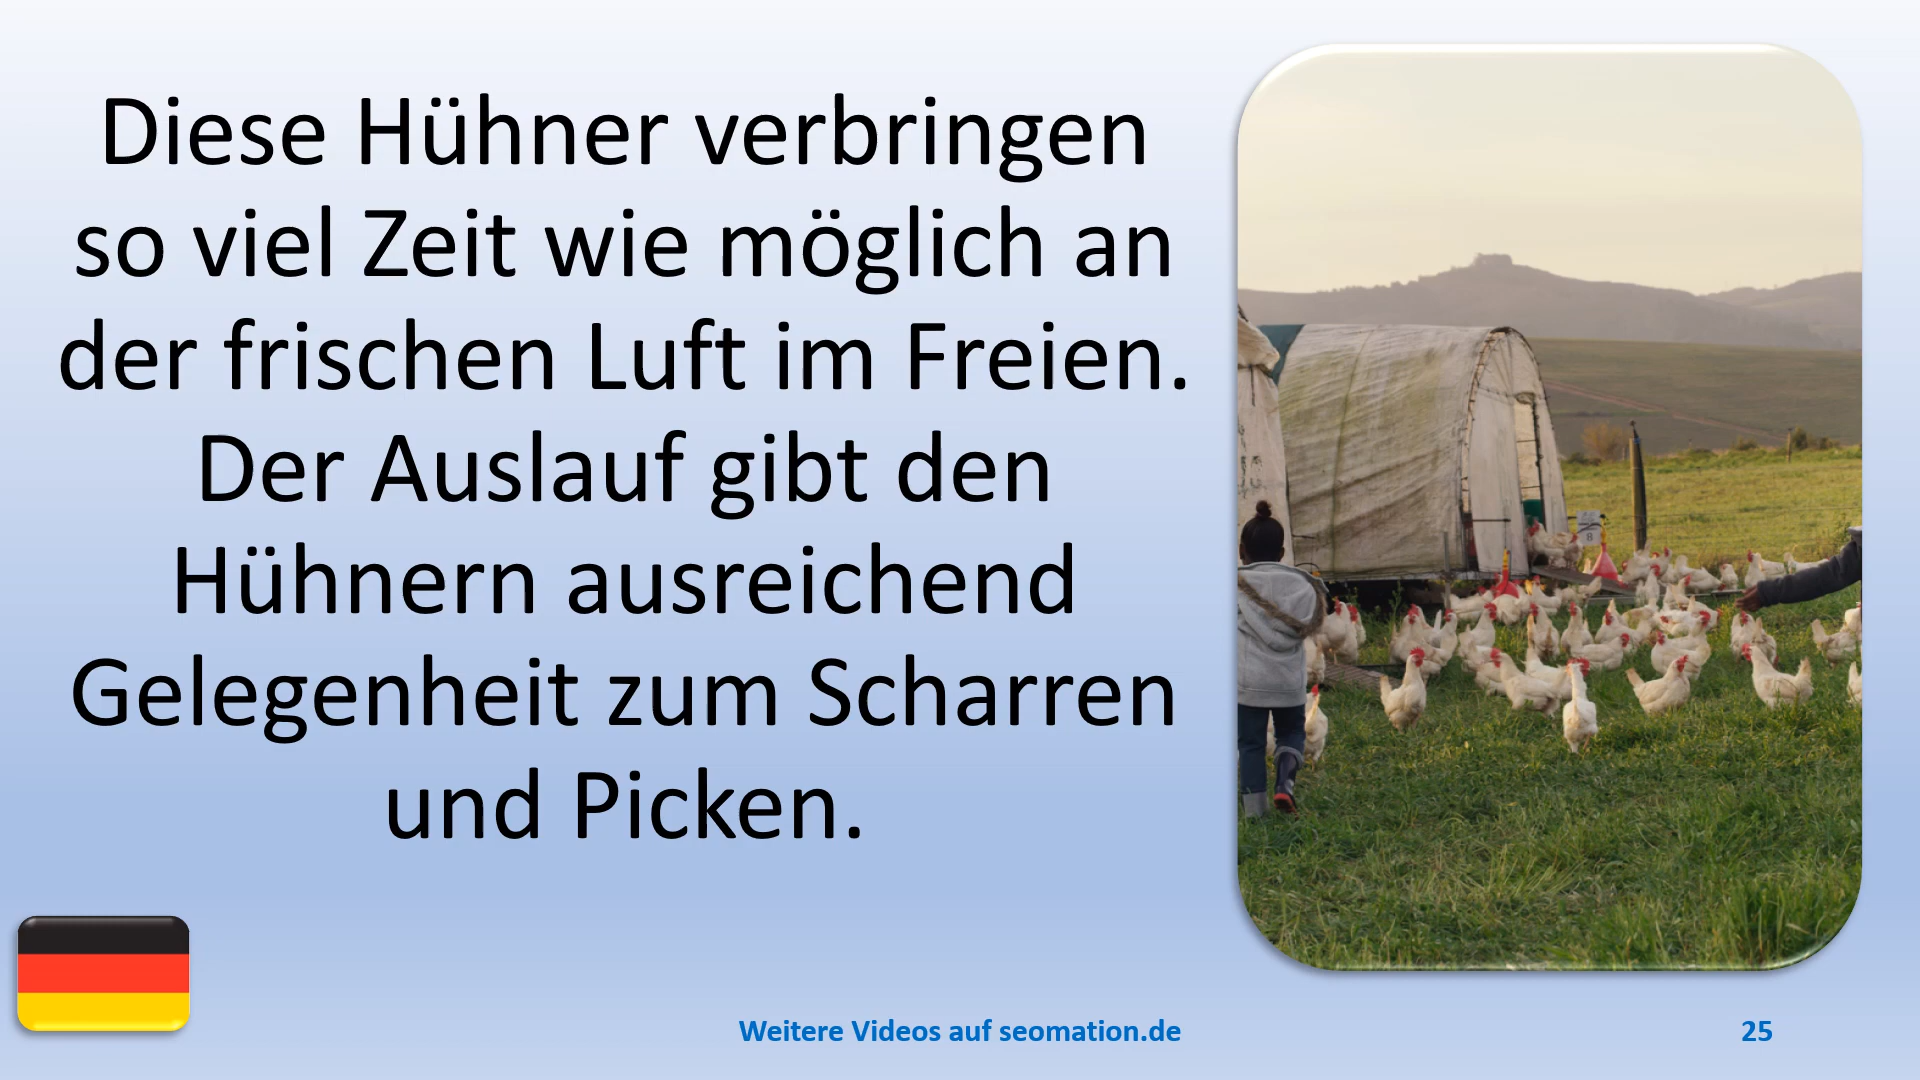 Diese Hühner verbringen
so viel Zeit wie möglich an
der frischen Luft im Freien.
Der Auslauf gibt den
Hühnern ausreichend
Gelegenheit zum Scharren
und Picken.
8
Weitere Videos auf seomation.de
25